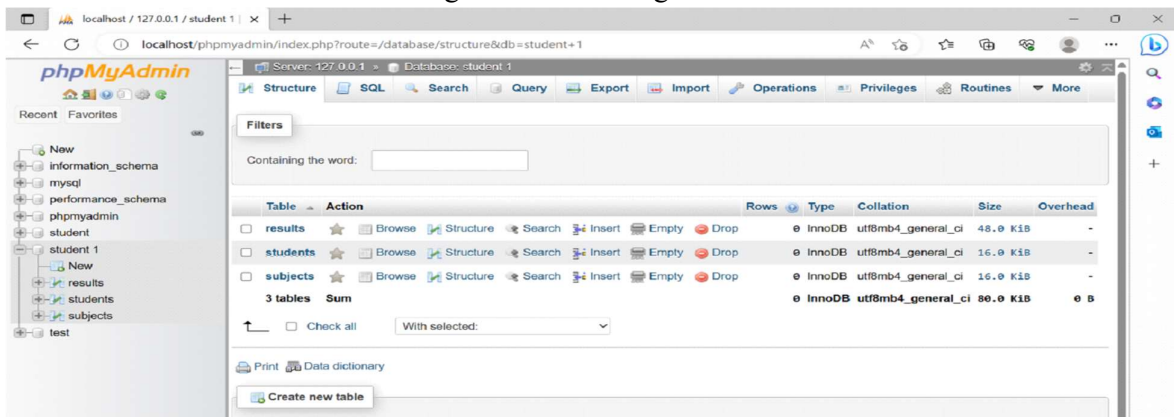 localhost / 127.0.0.1 / student 1 |
localhost/phpmyadmin/index.php?route=/database/structure&db=student+1
phpMyAdmin
Recent Favorites
New
information_schema
mysql
performance_schema
phpmyadmin
student
student 1
New
results
students
subjects
test
Server: 127.0.0.1 » Database: student 1
Structure SQL Search Query Export Import Operations Privileges Routines More
Filters
Containing the word:
Table Action Rows Type Collation Size Overhead
results Browse Structure Search Insert Empty Drop 0 InnoDB utf8mb4_general_ci 48.0 KiB -
students Browse Structure Search Insert Empty Drop 0 InnoDB utf8mb4_general_ci 16.0 KiB -
subjects Browse Structure Search Insert Empty Drop 0 InnoDB utf8mb4_general_ci 16.0 KiB -
3 tables Sum 0 InnoDB utf8mb4_general_ci 80.0 KiB 0 B
Check all With selected:
Print Data dictionary
Create new table